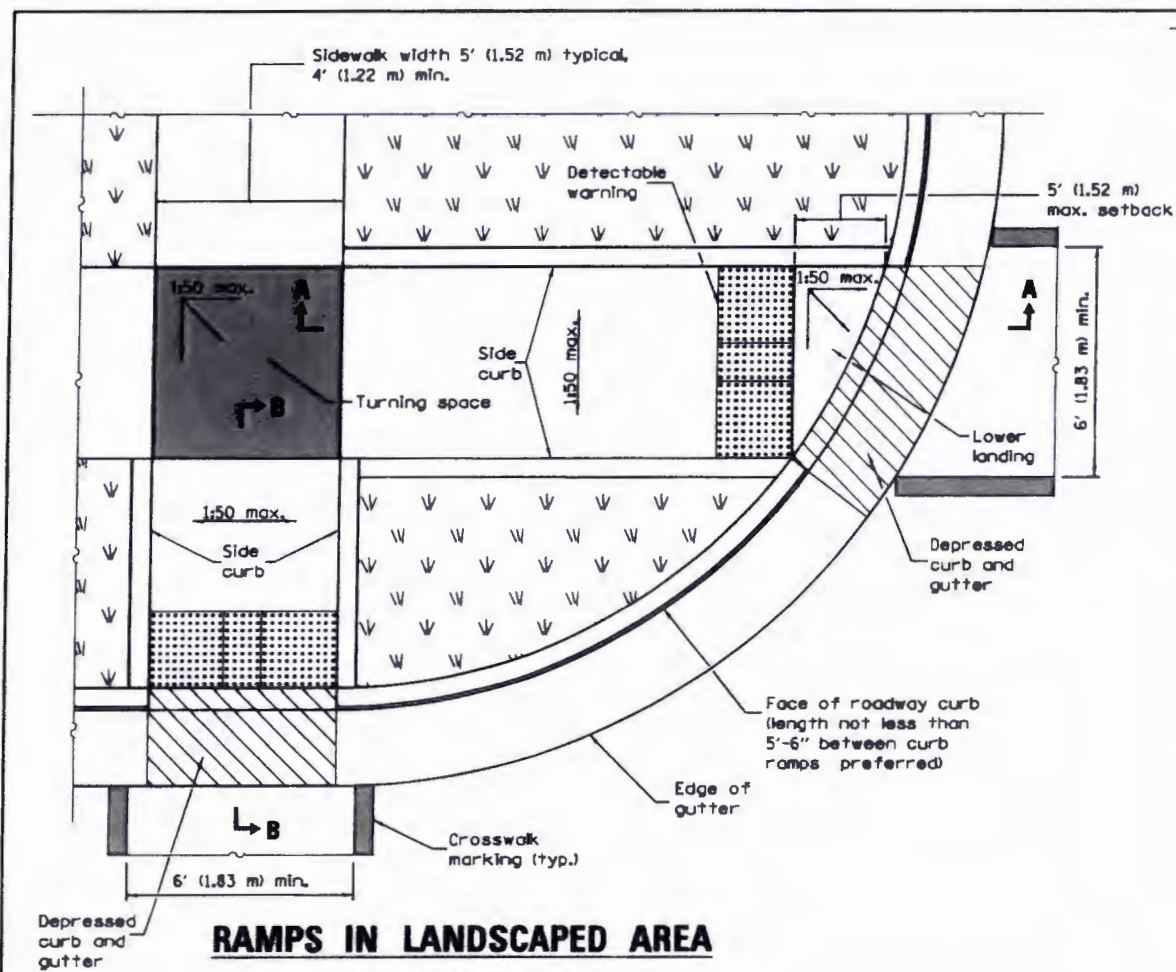 Sidewalk width 5' (1.52 m) typical,
4' (1.22 m) min.
Detectable
warning
5' (1.52 m)
max. setback
1:50 max.
A
1:50 max.
A
Side
curb
1:50 max.
6' (1.83 m) min.
B
Turning space
Lower
landing
1:50 max.
Side
curb
Depressed
curb and
gutter
Face of roadway curb
(length not less than
5'-6" between curb
ramps preferred)
Edge of
gutter
B
Crosswalk
marking (typ.)
6' (1.83 m) min.
Depressed
curb and
gutter
RAMPS IN LANDSCAPED AREA